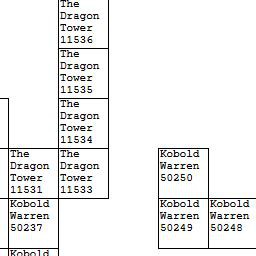 The
Dragon
Tower
11536
The
Dragon
Tower
11535
The
Dragon
Tower
11534
The
Dragon
Tower
11531
The
Dragon
Tower
11533
Kobold
Warren
50250
Kobold
Warren
50237
Kobold
Warren
50249
Kobold
Warren
50248
Kobold